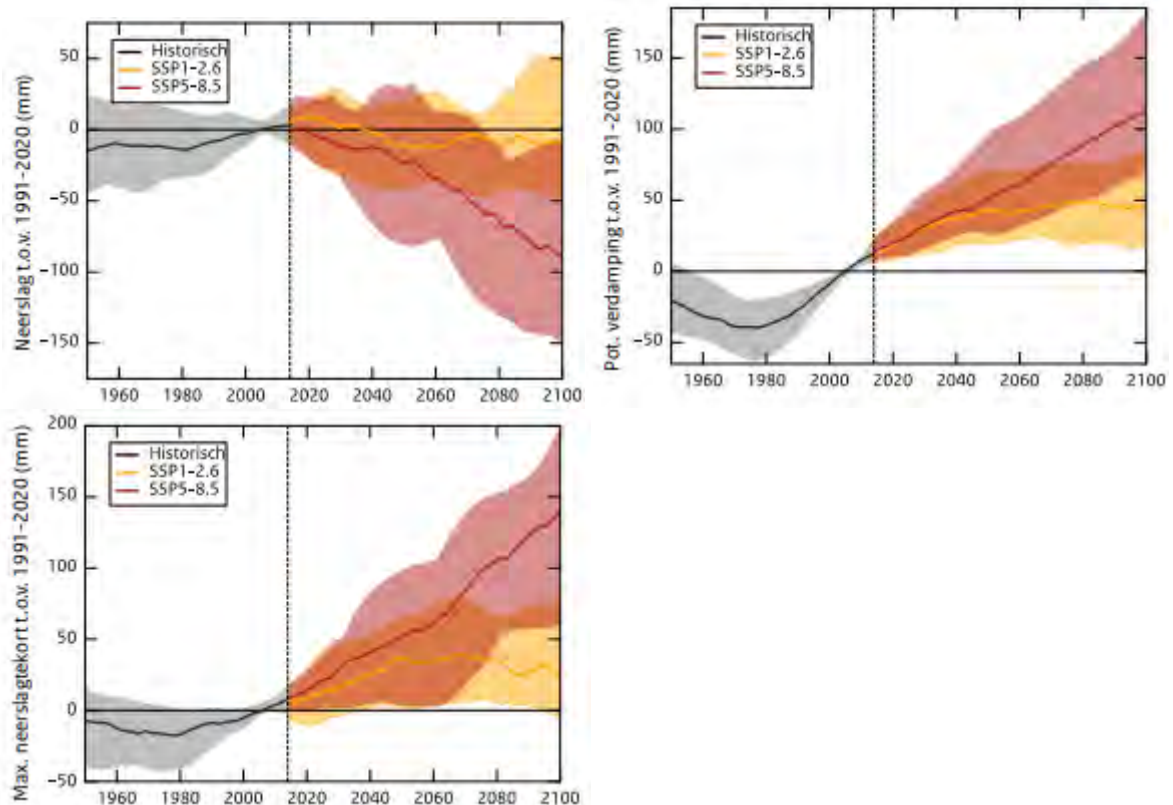 Neerslag t.o.v. 1991-2020 (mm)
50
0
-50
-100
-150
Historisch
SSP1-2.6
SSP5-8.5
1960 1980 2000 2020 2040 2060 2080 2100
Pot. verdamping t.o.v. 1991-2020 (mm)
150
100
50
0
-50
Historisch
SSP1-2.6
SSP5-8.5
1960 1980 2000 2020 2040 2060 2080 2100
Max. neerslagtekort t.o.v. 1991-2020 (mm)
200
150
100
50
0
-50
Historisch
SSP1-2.6
SSP5-8.5
1960 1980 2000 2020 2040 2060 2080 2100